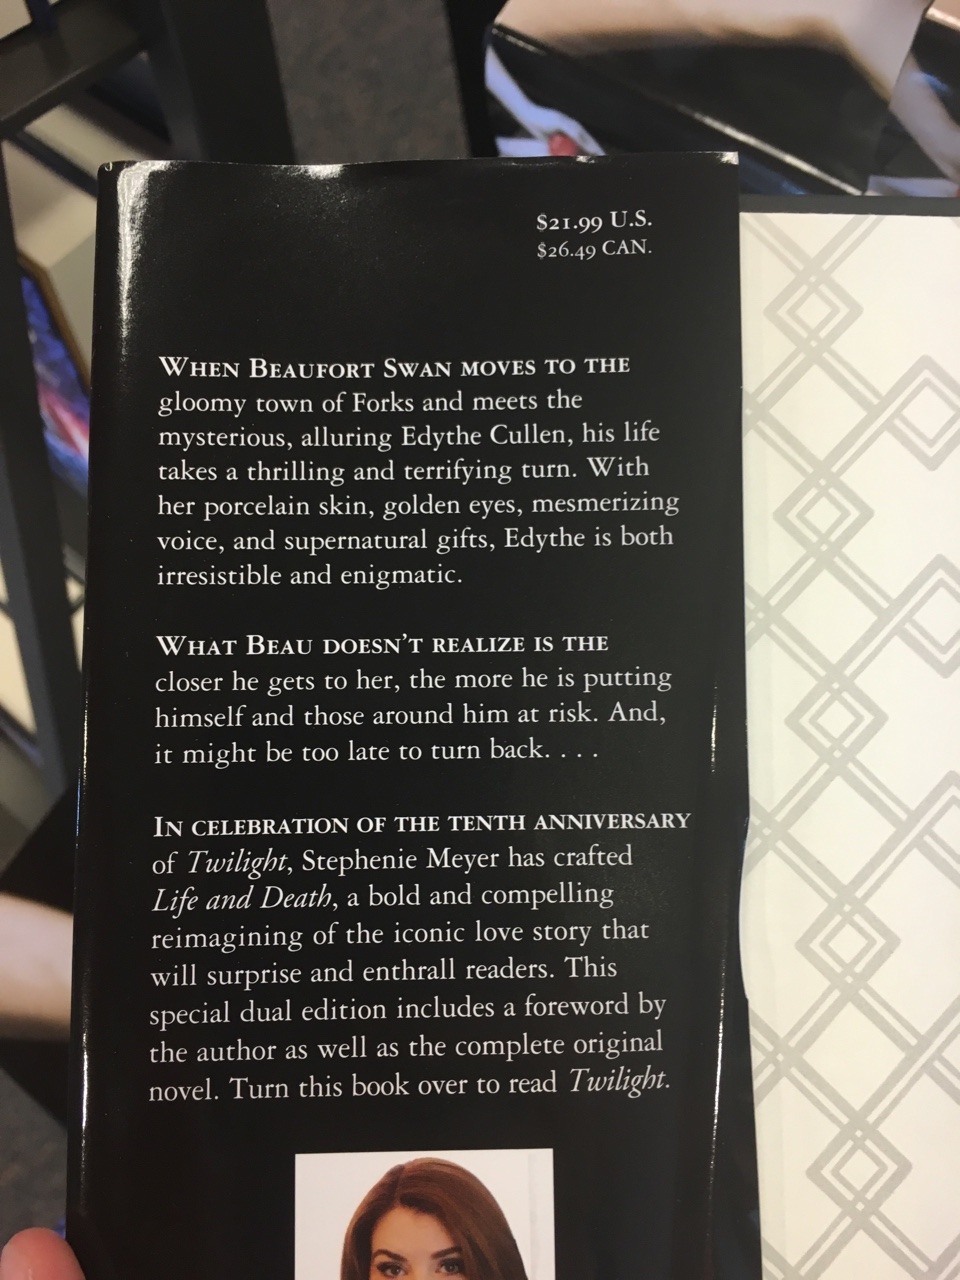 $21.99 U.S.
$26.49 CAN.
When Beaufort Swan moves to the
gloomy town of Forks and meets the
mysterious, alluring Edythe Cullen, his life
takes a thrilling and terrifying turn. With
her porcelain skin, golden eyes, mesmerizing
voice, and supernatural gifts, Edythe is both
irresistible and enigmatic.
What Beau doesn't realize is the
closer he gets to her, the more he is putting
himself and those around him at risk. And,
it might be too late to turn back. . . .
In celebration of the tenth anniversary
of Twilight, Stephenie Meyer has crafted
Life and Death, a bold and compelling
reimagining of the iconic love story that
will surprise and enthrall readers. This
special dual edition includes a foreword by
the author as well as the complete original
novel. Turn this book over to read Twilight.